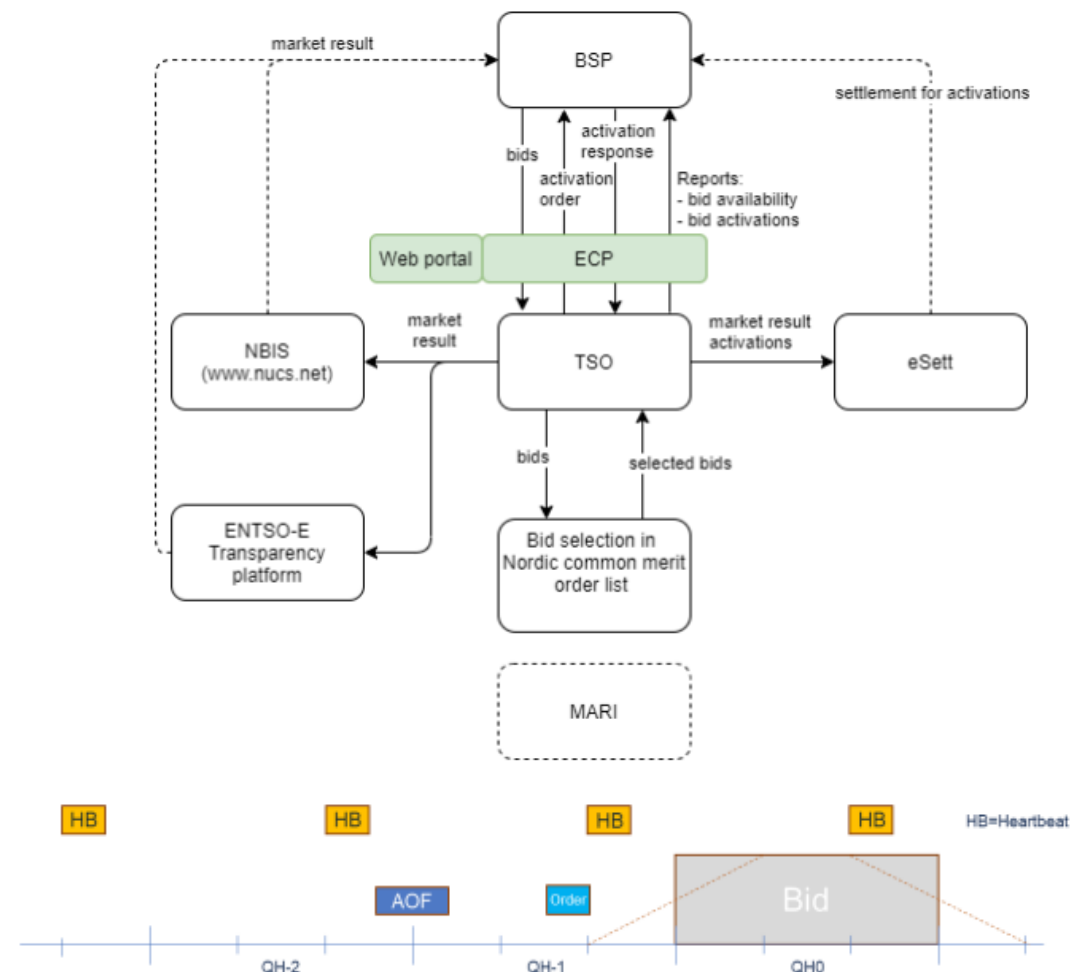 market result
BSP
settlement for activations
bids
activation
response
activation
order
Reports:
- bid availability
- bid activations
Web portal
ECP
NBIS
(www.nucs.net)
market
result
TSO
market result
activations
eSett
bids
selected bids
ENTSO-E
Transparency
platform
Bid selection in
Nordic common merit
order list
MARI
HB
HB
HB
HB
HB=Heartbeat
AOF
Order
Bid
QH-2
QH-1
QH0